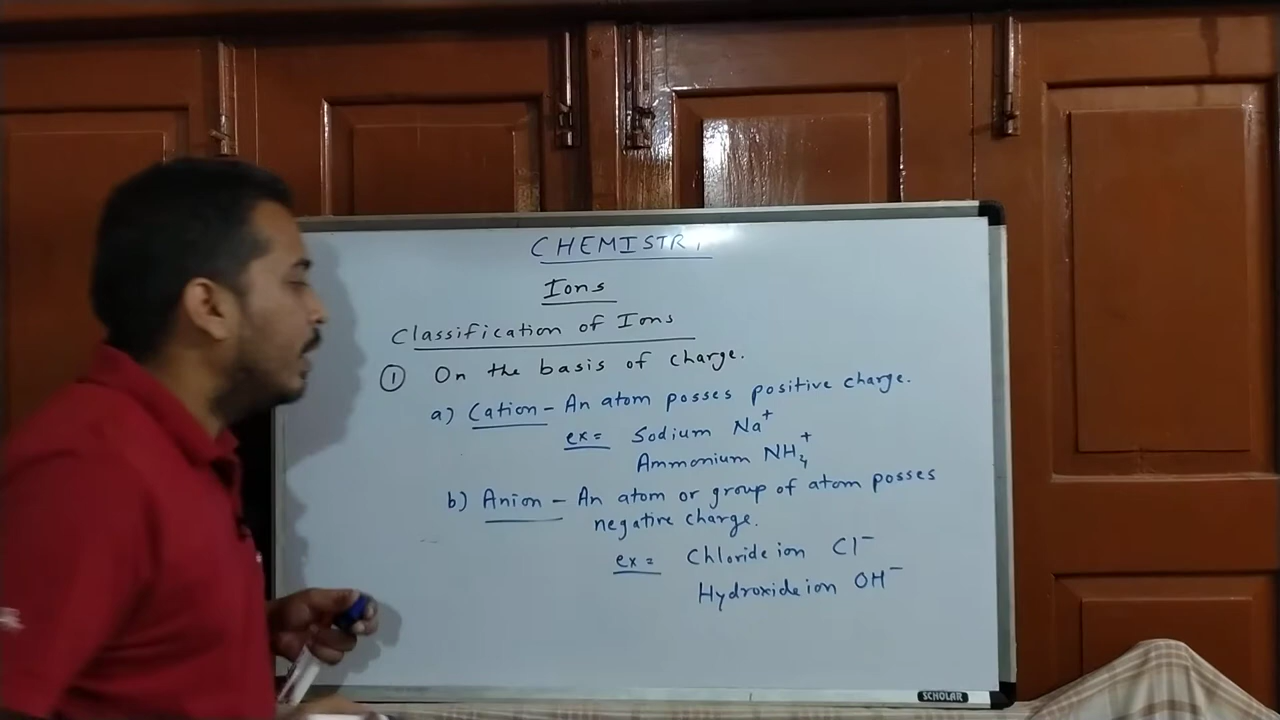 CHEMISTRY
Ions
Classification of Ions
① On the basis of charge.
a) Cation - An atom posses positive charge.
ex = Sodium Na⁺
Ammonium NH₄⁺
b) Anion - An atom or group of atom posses
negative charge.
ex = Chloride ion Cl⁻
Hydroxide ion OH⁻
SCHOLAR